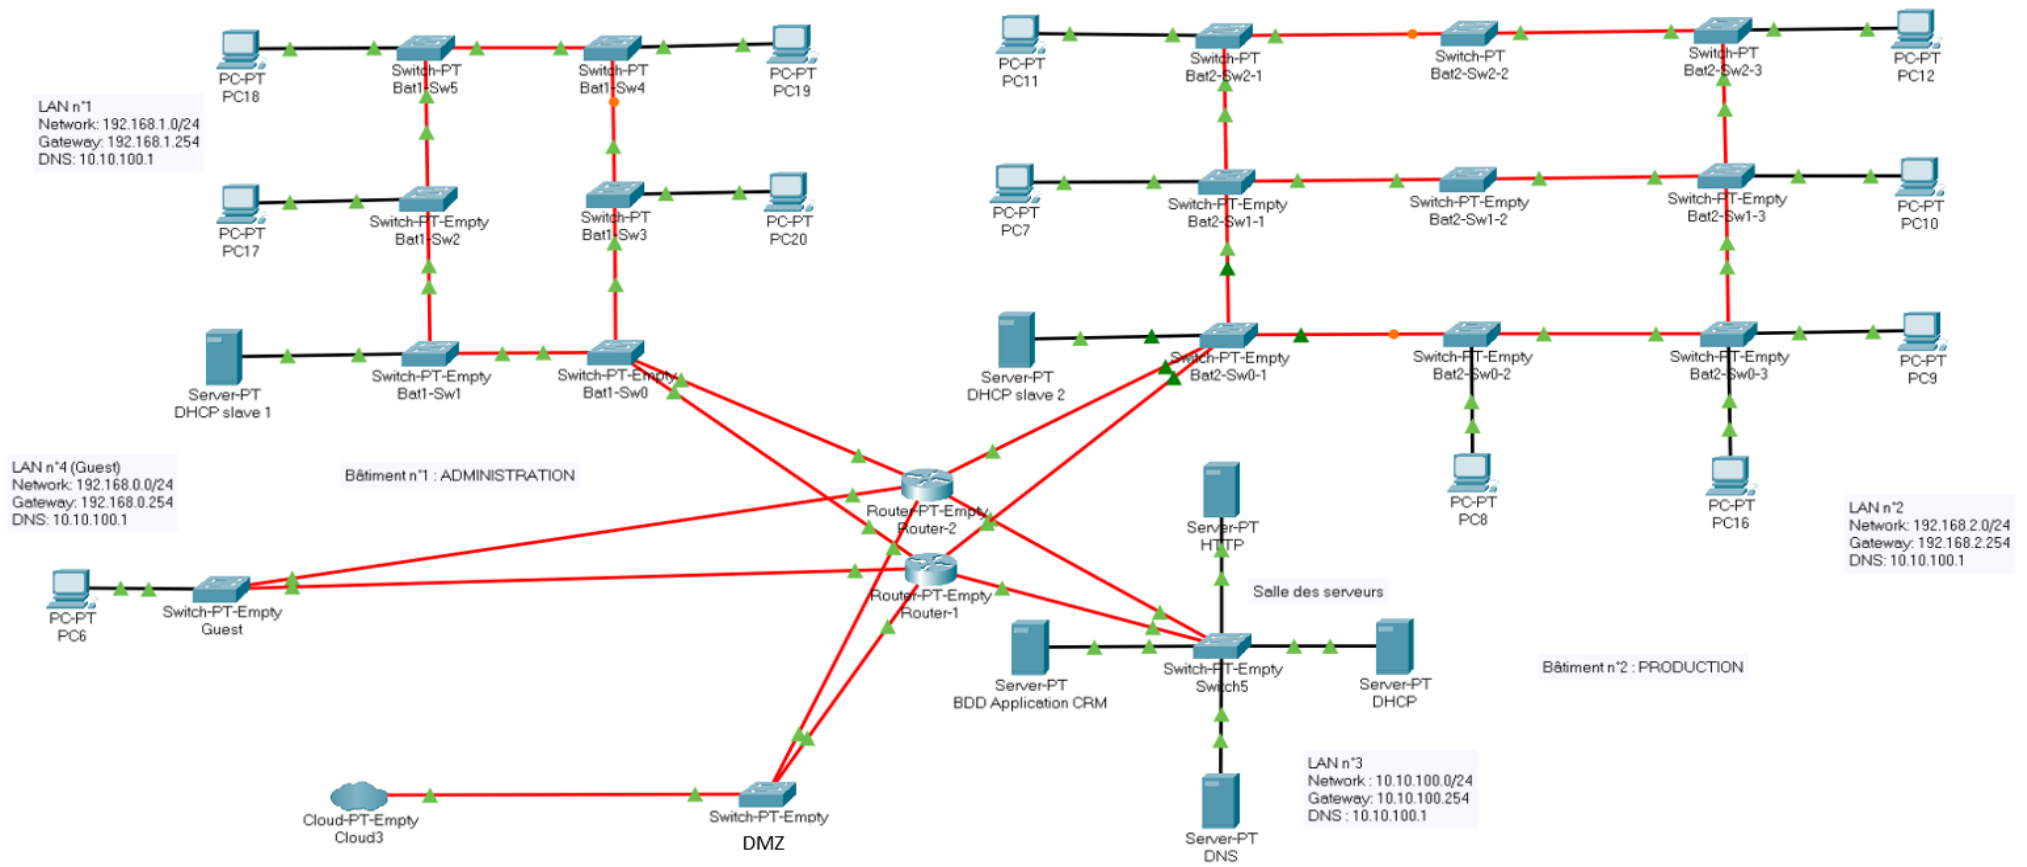 PC-PT
PC18
Switch-PT
Bat1-Sw5
Switch-PT
Bat1-Sw4
PC-PT
PC19
LAN n°1
Network: 192.168.1.0/24
Gateway: 192.168.1.254
DNS: 10.10.100.1
PC-PT
PC17
Switch-PT-Empty
Bat1-Sw2
Switch-PT
Bat1-Sw3
PC-PT
PC20
Server-PT
DHCP slave 1
Switch-PT-Empty
Bat1-Sw1
Switch-PT-Empty
Bat1-Sw0
PC-PT
PC11
Switch-PT
Bat2-Sw2-1
Switch-PT
Bat2-Sw2-2
Switch-PT
Bat2-Sw2-3
PC-PT
PC12
PC-PT
PC7
Switch-PT-Empty
Bat2-Sw1-1
Switch-PT-Empty
Bat2-Sw1-2
Switch-PT-Empty
Bat2-Sw1-3
PC-PT
PC10
Server-PT
DHCP slave 2
Switch-PT-Empty
Bat2-Sw0-1
Switch-PT-Empty
Bat2-Sw0-2
Switch-PT-Empty
Bat2-Sw0-3
PC-PT
PC9
PC-PT
PC8
PC-PT
PC16
LAN n°4 (Guest)
Network: 192.168.0.0/24
Gateway: 192.168.0.254
DNS: 10.10.100.1
Bâtiment n°1 : ADMINISTRATION
Router-PT-Empty
Router-2
Router-PT-Empty
Router-1
Server-PT
HTTP
LAN n°2
Network: 192.168.2.0/24
Gateway: 192.168.2.254
DNS: 10.10.100.1
PC-PT
PC6
Switch-PT-Empty
Guest
Salle des serveurs
Server-PT
BDD Application CRM
Switch-PT-Empty
Switch5
Server-PT
DHCP
Bâtiment n°2 : PRODUCTION
Cloud-PT-Empty
Cloud3
Switch-PT-Empty
DMZ
Server-PT
DNS
LAN n°3
Network : 10.10.100.0/24
Gateway: 10.10.100.254
DNS : 10.10.100.1